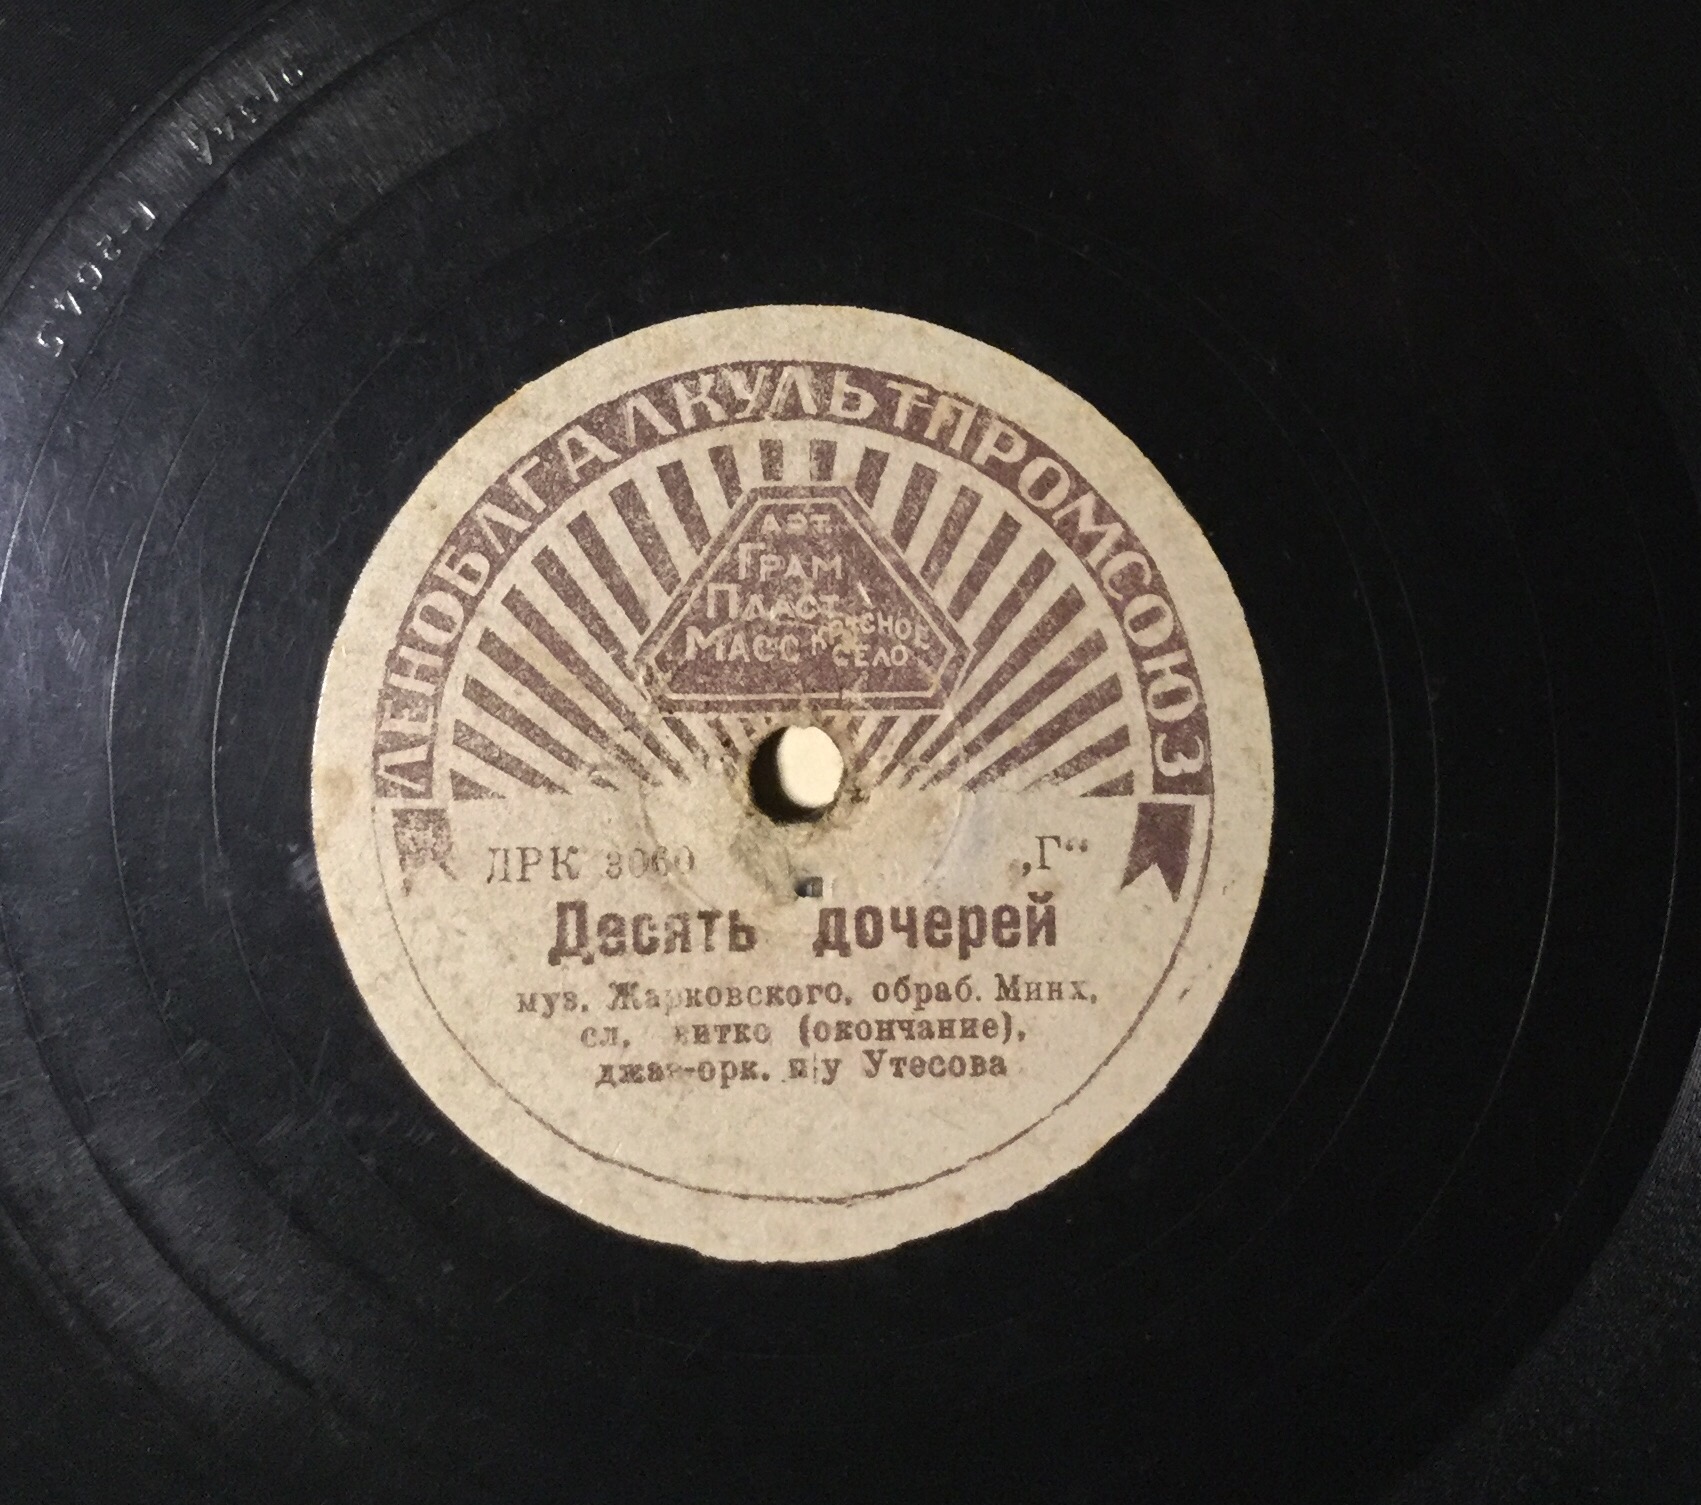 ЛЕНОБЛГАЛКУЛЬТПРОМСОЮЗ
АРТ.
ГРАМ
ПЛАСТ
МАСС
КРАСНОЕ
СЕЛО
ЛРК 3060 „Г“
Десять дочерей
муз. Жарковского, обраб. Минх,
сл. (окончание),
джаз-орк. п/у Утесова